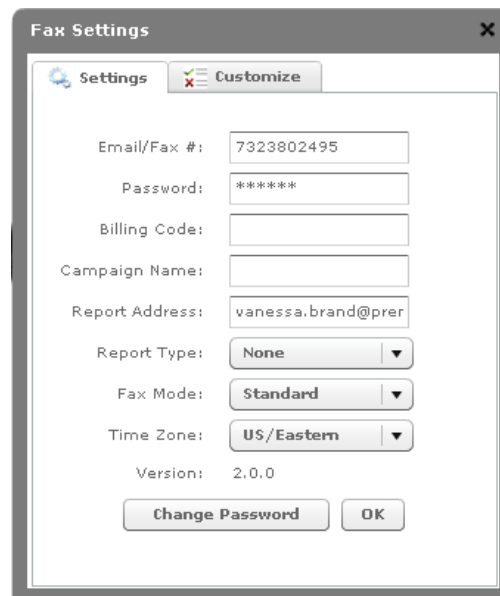 Fax Settings
Settings
Customize
Email/Fax #: 7323802495
Password: ******
Billing Code:
Campaign Name:
Report Address: vanessa.brand@prer
Report Type: None
Fax Mode: Standard
Time Zone: US/Eastern
Version: 2.0.0
Change Password
OK